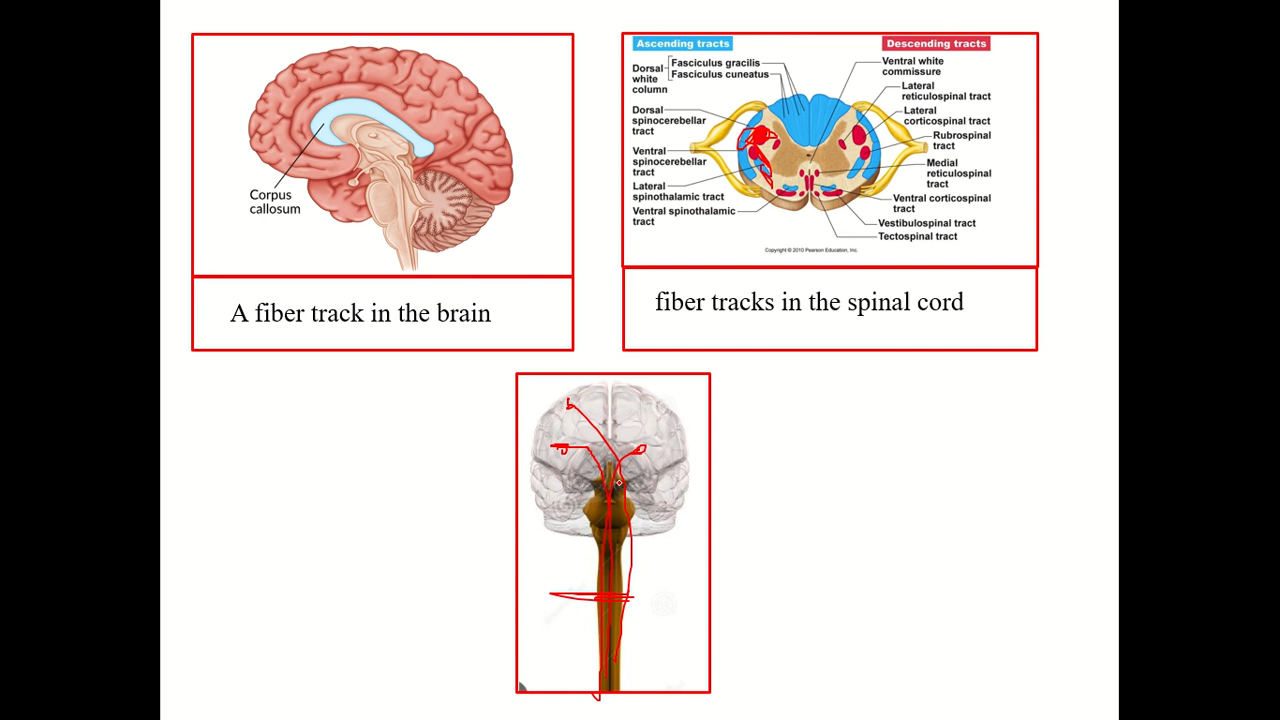 Corpus
callosum
A fiber track in the brain
Ascending tracts
Descending tracts
Dorsal
white
column
Fasciculus gracilis
Fasciculus cuneatus
Dorsal
spinocerebellar
tract
Ventral
spinocerebellar
tract
Lateral
spinothalamic tract
Ventral spinothalamic
tract
Ventral white
commissure
Lateral
reticulospinal tract
Lateral
corticospinal tract
Rubrospinal
tract
Medial
reticulospinal
tract
Ventral corticospinal
tract
Vestibulospinal tract
Tectospinal tract
Copyright © 2010 Pearson Education, Inc.
fiber tracks in the spinal cord